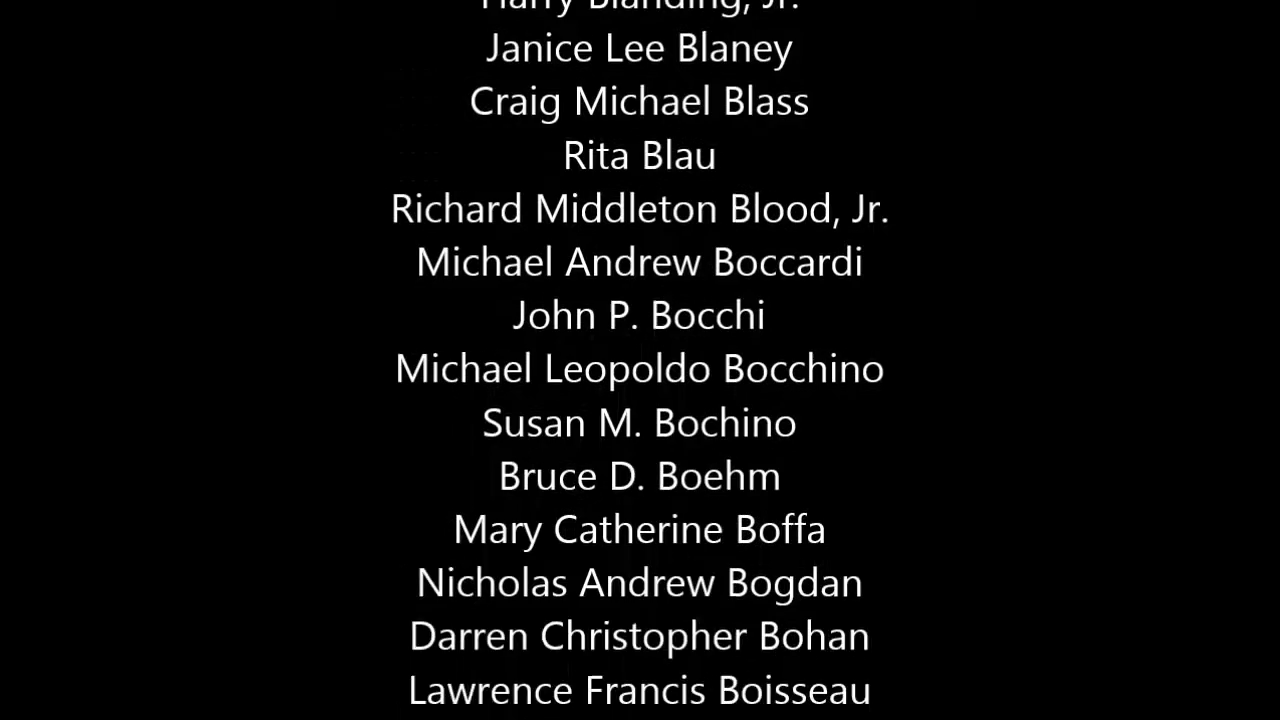 Harry Blanding, Jr.
Janice Lee Blaney
Craig Michael Blass
Rita Blau
Richard Middleton Blood, Jr.
Michael Andrew Boccardi
John P. Bocchi
Michael Leopoldo Bocchino
Susan M. Bochino
Bruce D. Boehm
Mary Catherine Boffa
Nicholas Andrew Bogdan
Darren Christopher Bohan
Lawrence Francis Boisseau